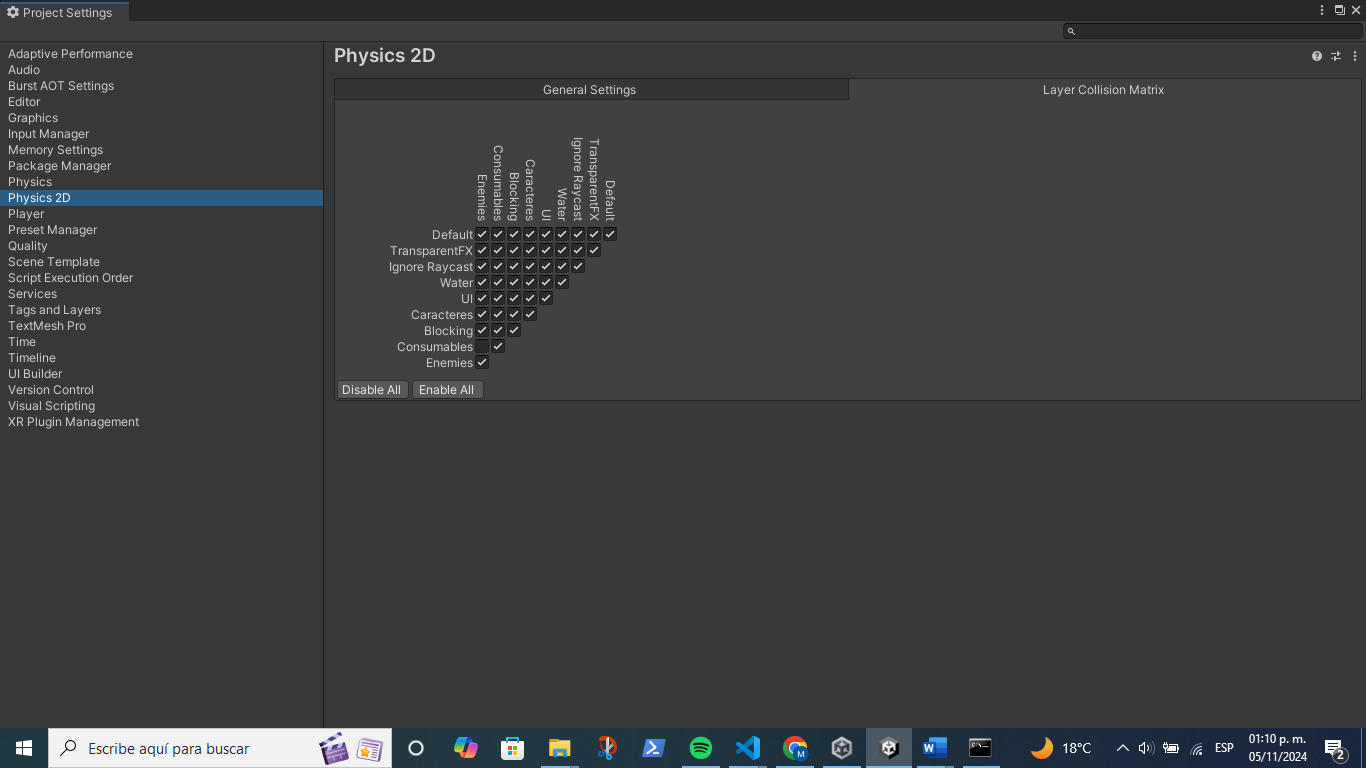 Project Settings
Physics 2D
Adaptive Performance
Audio
Burst AOT Settings
Editor
Graphics
Input Manager
Memory Settings
Package Manager
Physics
Physics 2D
Player
Preset Manager
Quality
Scene Template
Script Execution Order
Services
Tags and Layers
TextMesh Pro
Time
Timeline
UI Builder
Version Control
Visual Scripting
XR Plugin Management
General Settings
Layer Collision Matrix
Enemies
Consumables
Blocking
Caracteres
UI
Water
Ignore Raycast
TransparentFX
Default
Default
TransparentFX
Ignore Raycast
Water
UI
Caracteres
Blocking
Consumables
Enemies
Disable All
Enable All
Escribe aquí para buscar
M
W
18°C
ESP
01:10 p. m.
05/11/2024
2